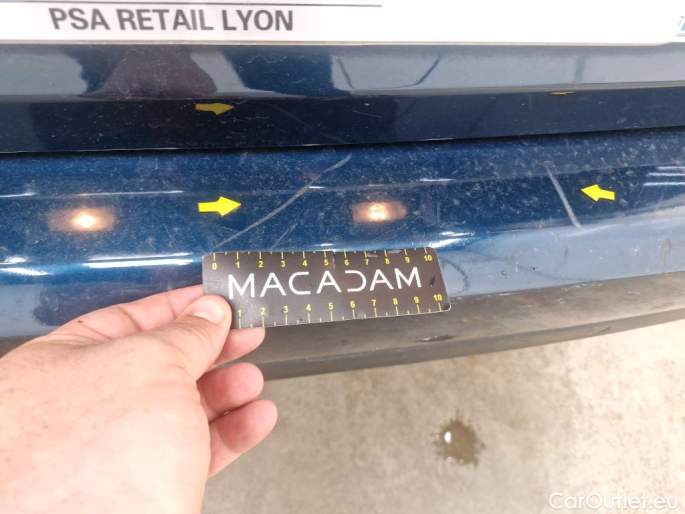 PSA RETAIL LYON
0 1 2 3 4 5 6 7 8 9 10
MACADAM
1 2 3 4 5 6 7 8 9 10
CarOutlet.eu